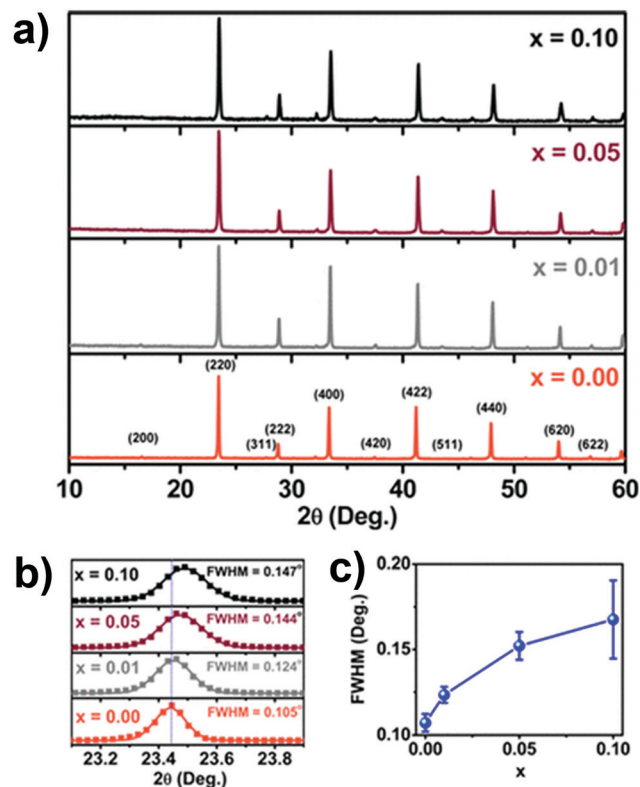 a)
x = 0.10
x = 0.05
x = 0.01
x = 0.00
(200)
(220)
(311)
(222)
(400)
(420)
(422)
(511)
(440)
(620)
(622)
10 20 30 40 50 60
2θ (Deg.)
b)
x = 0.10 FWHM = 0.147°
x = 0.05 FWHM = 0.144°
x = 0.01 FWHM = 0.124°
x = 0.00 FWHM = 0.105°
23.2 23.4 23.6 23.8
2θ (Deg.)
c)
FWHM (Deg.)
0.20
0.15
0.10
0.00 0.05 0.10
x